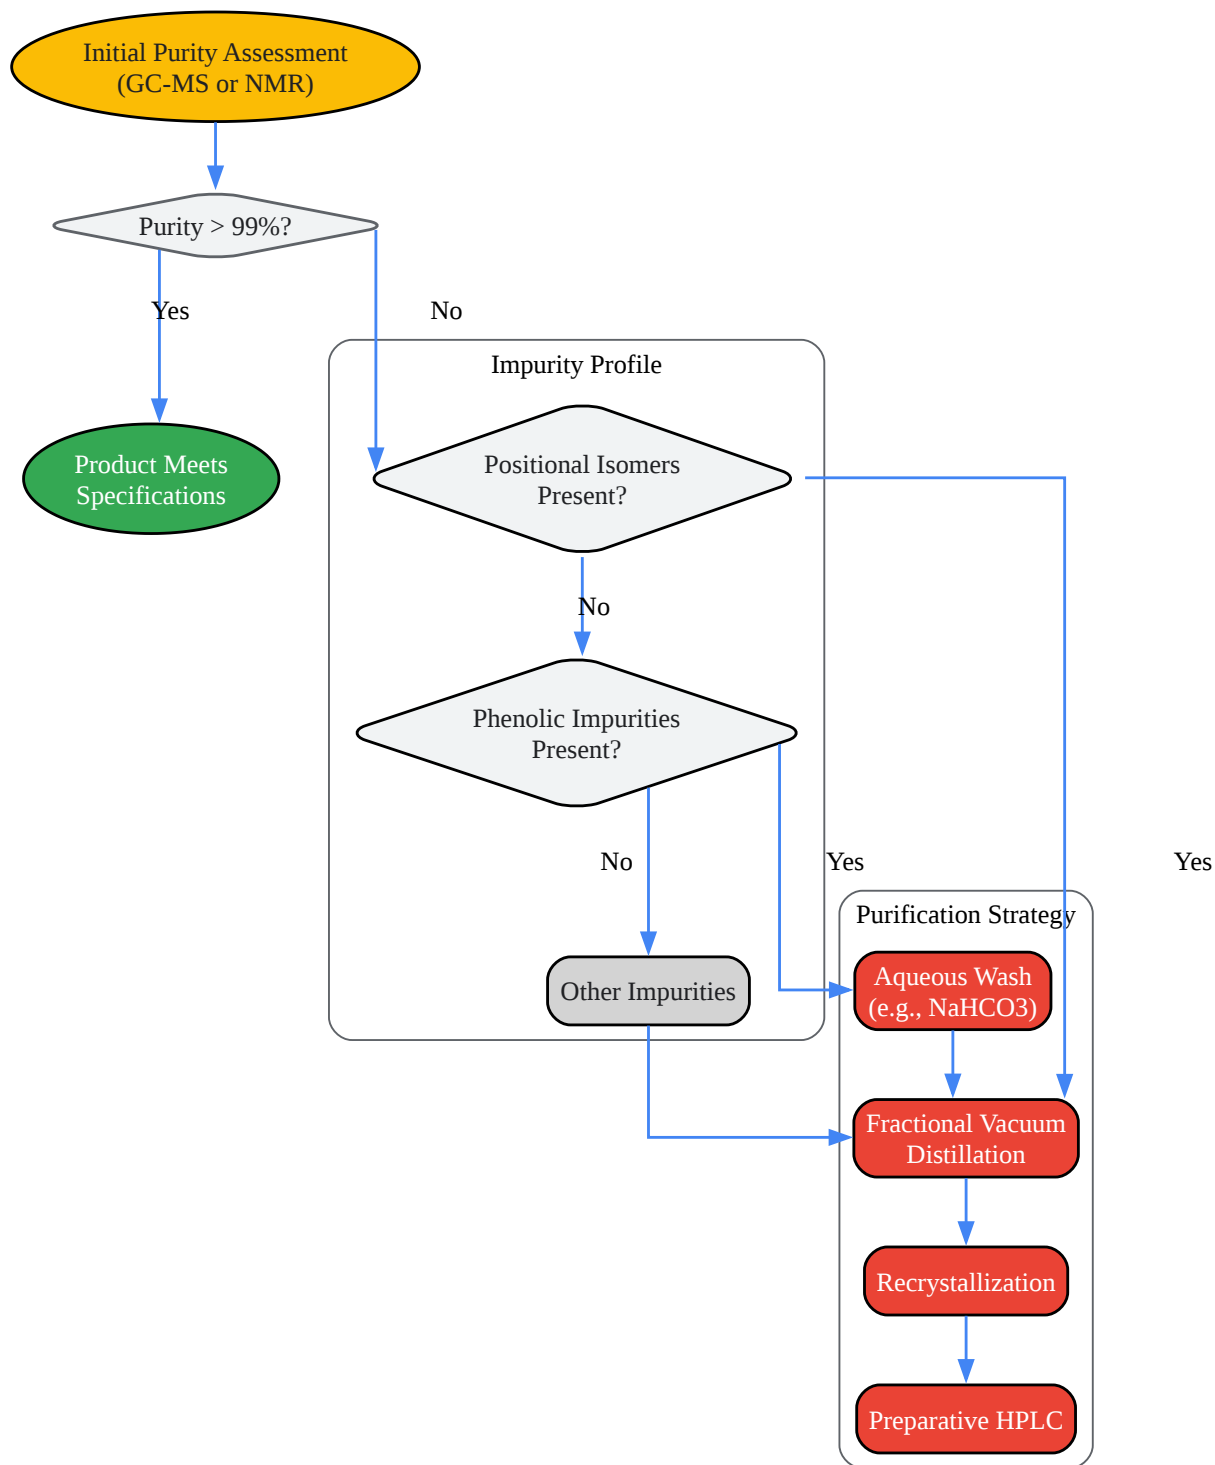 Initial Purity Assessment
(GC-MS or NMR)
Purity > 99%?
Yes
No
Product Meets
Specifications
Impurity Profile
Positional Isomers
Present?
No
Phenolic Impurities
Present?
No
Yes
Yes
Other Impurities
Purification Strategy
Aqueous Wash
(e.g., NaHCO3)
Fractional Vacuum
Distillation
Recrystallization
Preparative HPLC